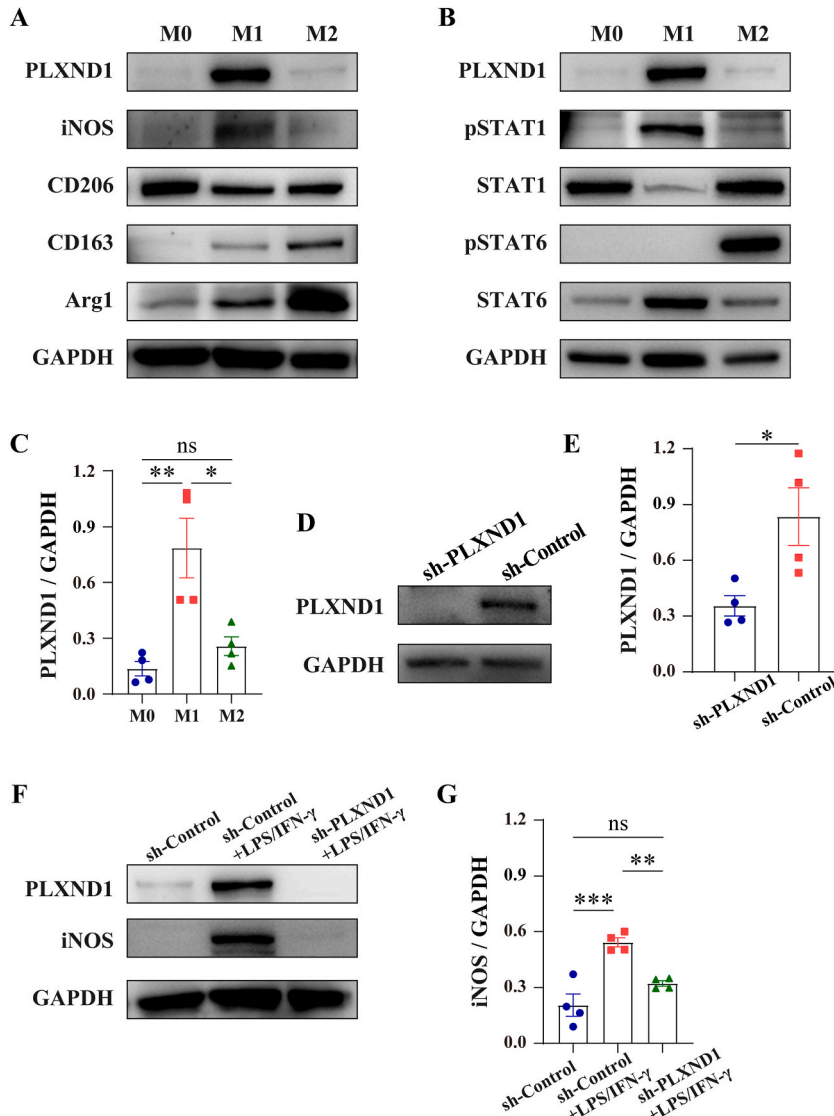 A
M0 M1 M2
PLXND1
iNOS
CD206
CD163
Arg1
GAPDH
B
M0 M1 M2
PLXND1
pSTAT1
STAT1
pSTAT6
STAT6
GAPDH
C
ns
** *
PLXND1 / GAPDH
1.2
0.9
0.6
0.3
0.0
M0 M1 M2
D
sh-PLXND1 sh-Control
PLXND1
GAPDH
E
*
PLXND1 / GAPDH
1.2
0.9
0.6
0.3
0.0
sh-PLXND1 sh-Control
F
sh-Control
sh-Control
+LPS/IFN-γ
sh-PLXND1
+LPS/IFN-γ
PLXND1
iNOS
GAPDH
G
ns
**
***
iNOS / GAPDH
1.2
0.9
0.6
0.3
0.0
sh-Control
sh-Control
+LPS/IFN-γ
sh-PLXND1
+LPS/IFN-γ